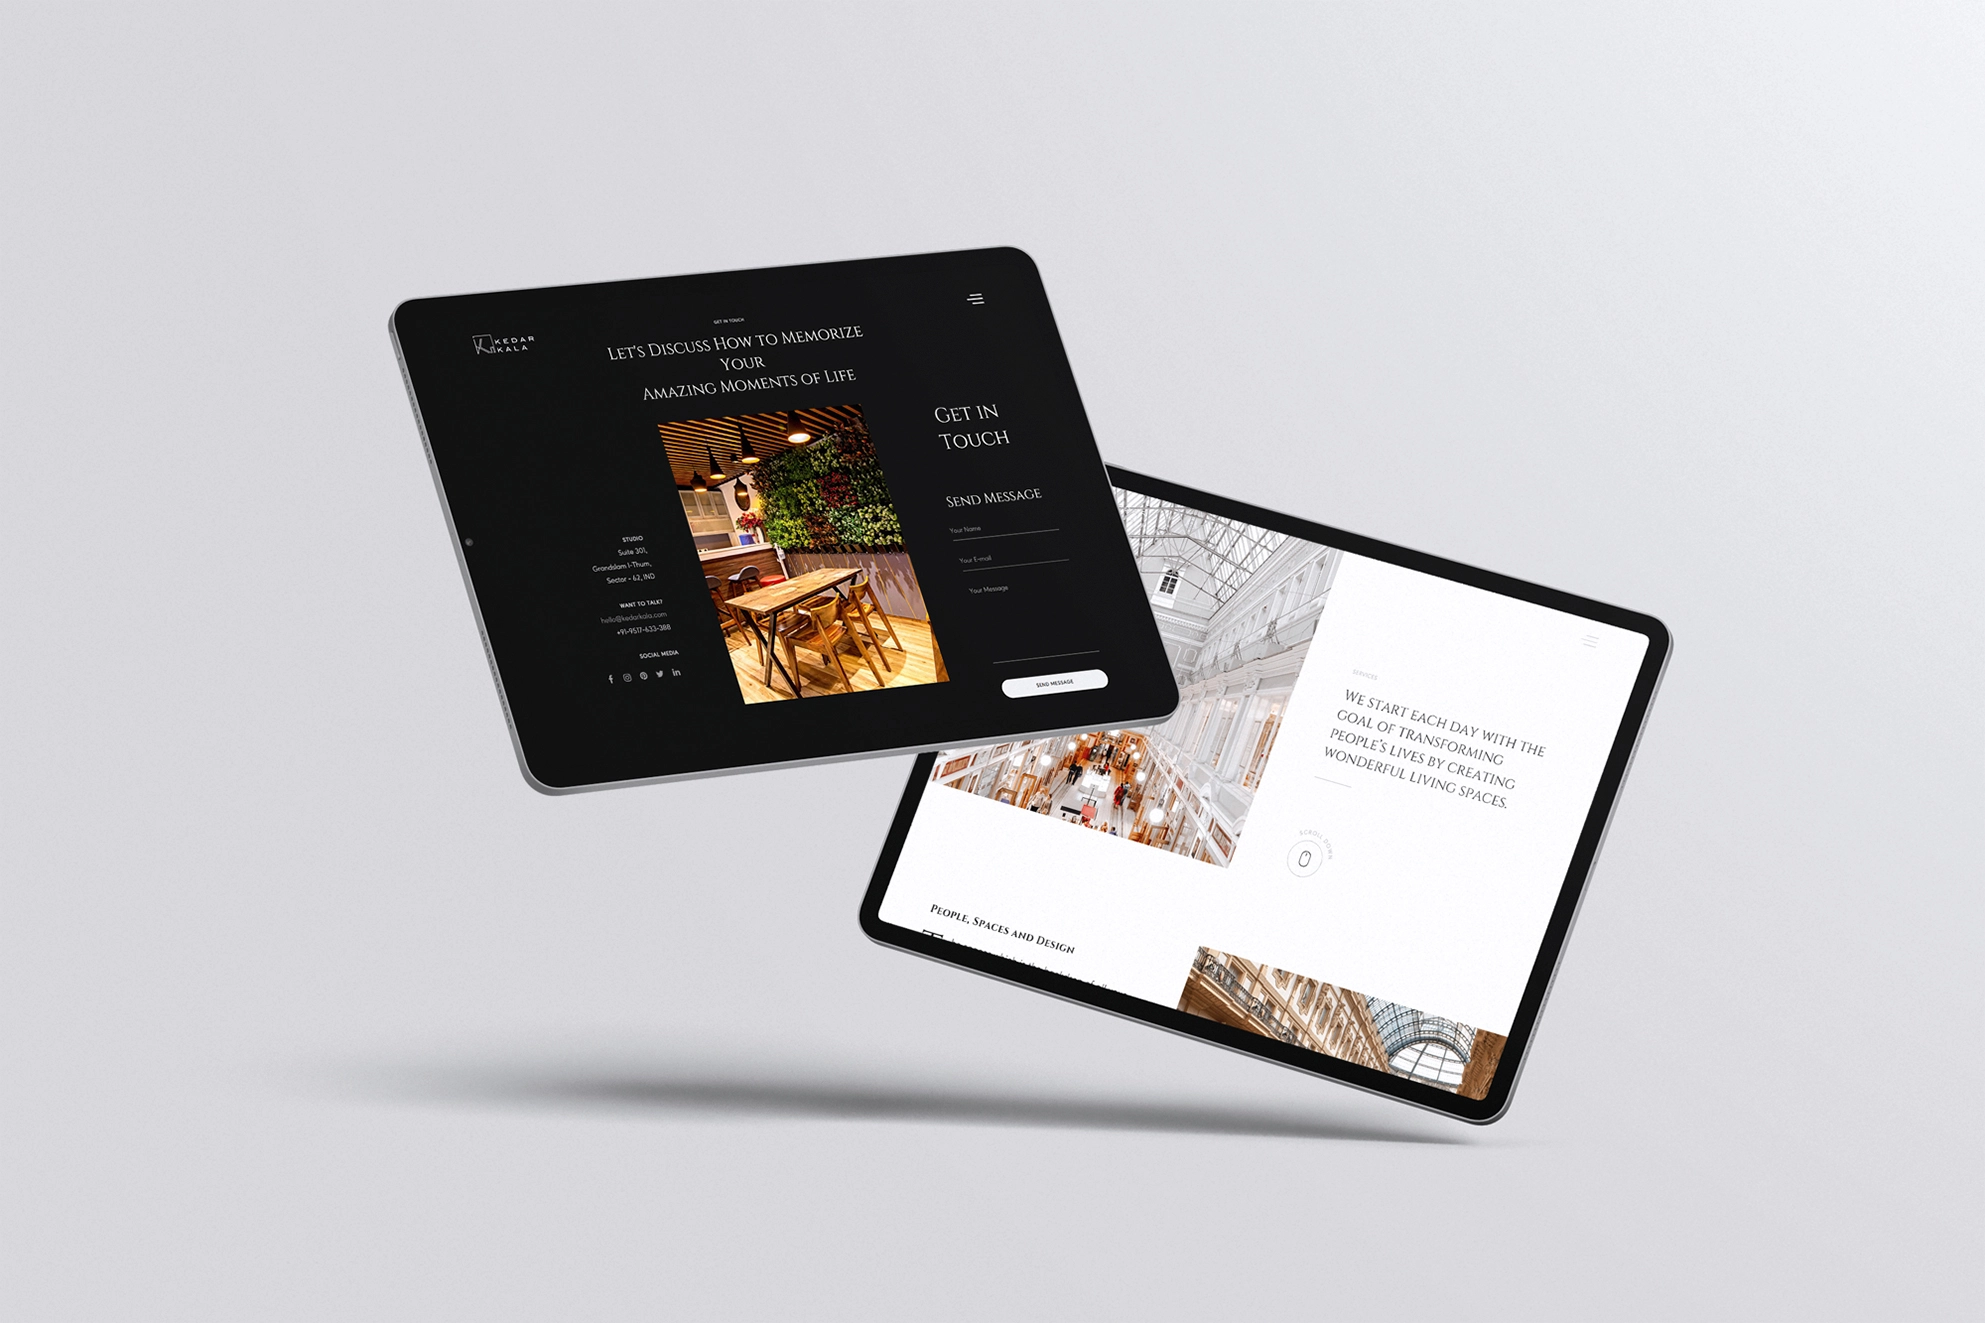 KEDAR
KALA
GET IN TOUCH
LET'S DISCUSS HOW TO MEMORIZE
YOUR
AMAZING MOMENTS OF LIFE
STUDIO
Suite 301,
Grandslam I-Thum,
Sector - 62, IND
WANT TO TALK?
hello@kedarkala.com
+91-9517-633-388
SOCIAL MEDIA
GET IN
TOUCH
SEND MESSAGE
Your Name
Your E-mail
Your Message
SEND MESSAGE
SERVICES
WE START EACH DAY WITH THE
GOAL OF TRANSFORMING
PEOPLE'S LIVES BY CREATING
WONDERFUL LIVING SPACES.
SCROLL DOWN
PEOPLE, SPACES AND DESIGN